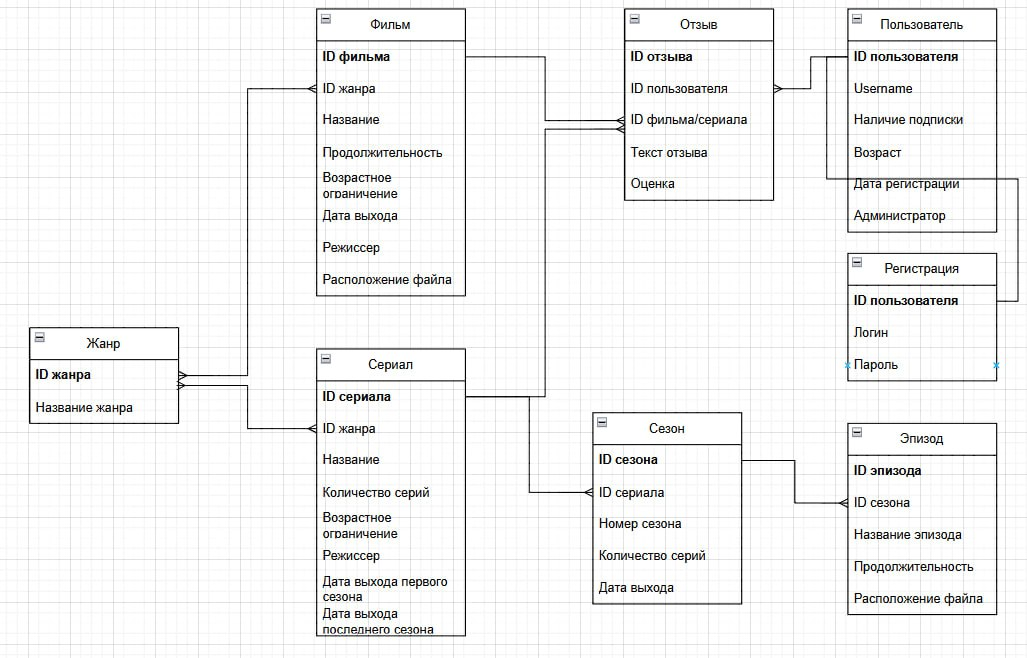 Фильм
ID фильма
ID жанра
Название
Продолжительность
Возрастное
ограничение
Дата выхода
Режиссер
Расположение файла
Отзыв
ID отзыва
ID пользователя
ID фильма/сериала
Текст отзыва
Оценка
Пользователь
ID пользователя
Username
Наличие подписки
Возраст
Дата регистрации
Администратор
Регистрация
ID пользователя
Логин
Пароль
Жанр
ID жанра
Название жанра
Сериал
ID сериала
ID жанра
Название
Количество серий
Возрастное
ограничение
Режиссер
Дата выхода первого
сезона
Дата выхода
последнего сезона
Сезон
ID сезона
ID сериала
Номер сезона
Количество серий
Дата выхода
Эпизод
ID эпизода
ID сезона
Название эпизода
Продолжительность
Расположение файла